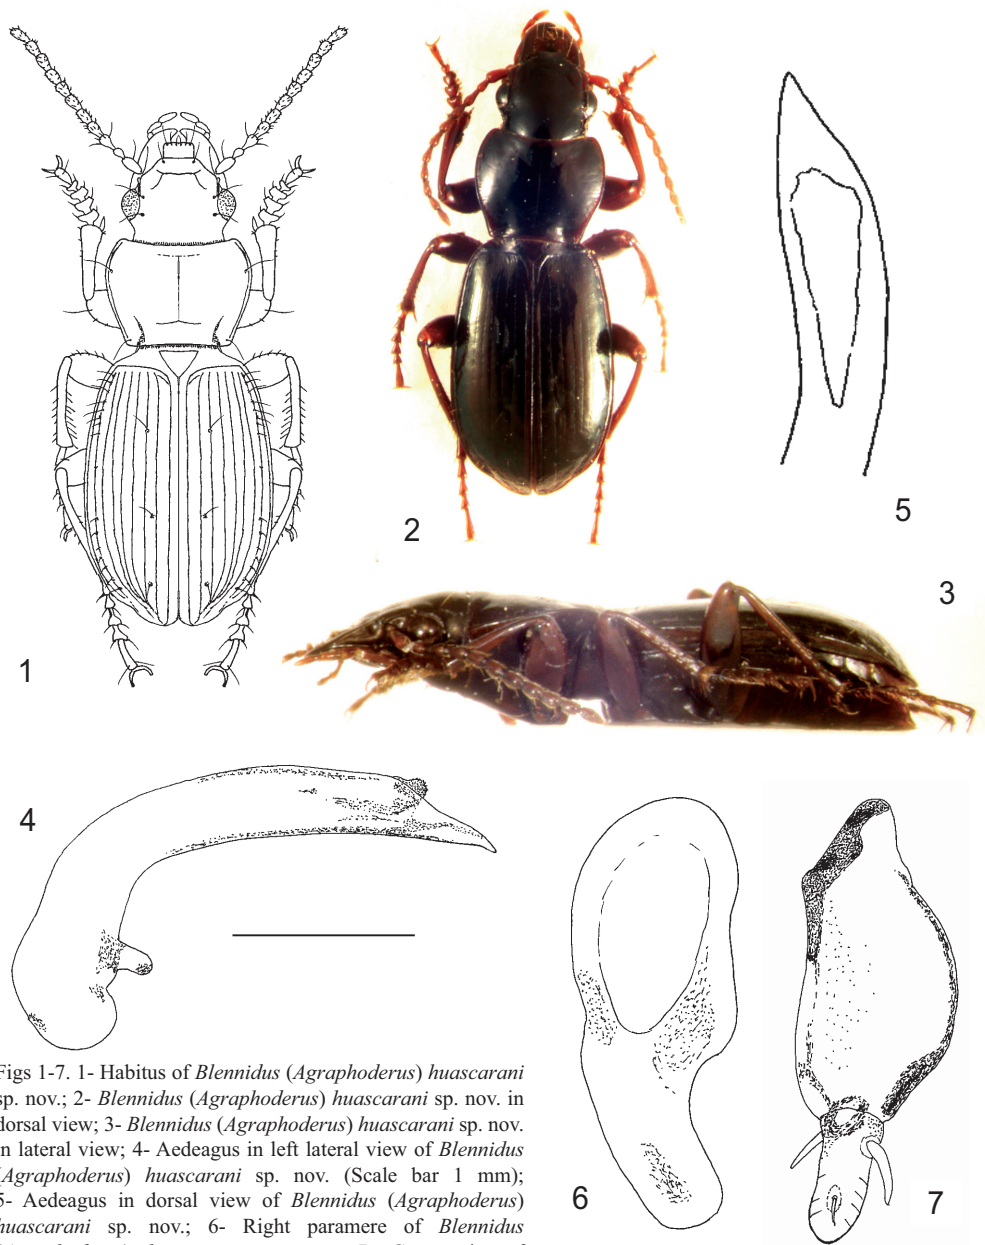 1
2
3
4
5
6
7
Figs 1-7. 1- Habitus of Blennidus (Agraphoderus) huascarani
sp. nov.; 2- Blennidus (Agraphoderus) huascarani sp. nov. in
dorsal view; 3- Blennidus (Agraphoderus) huascarani sp. nov.
in lateral view; 4- Aedeagus in left lateral view of Blennidus
(Agraphoderus) huascarani sp. nov. (Scale bar 1 mm);
5- Aedeagus in dorsal view of Blennidus (Agraphoderus)
huascarani sp. nov.; 6- Right paramere of Blennidus